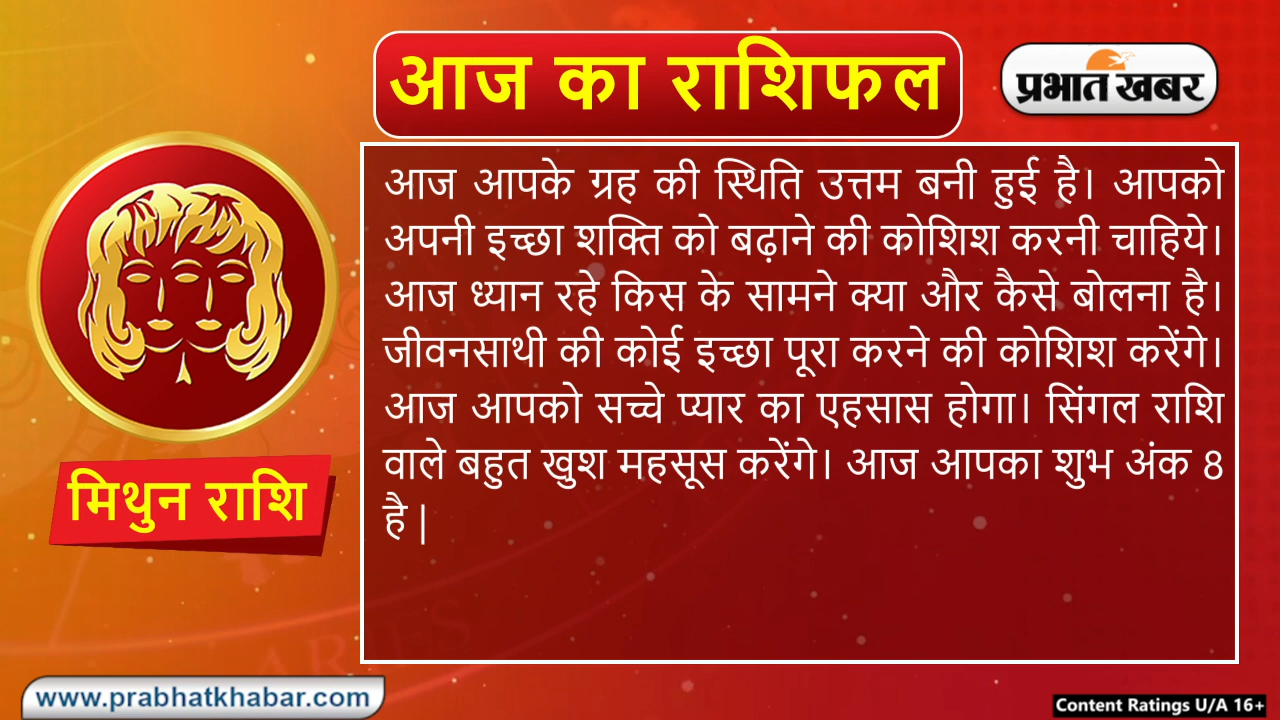 आज का राशिफल
प्रभात खबर
आज आपके ग्रह की स्थिति उत्तम बनी हुई है। आपको
अपनी इच्छा शक्ति को बढ़ाने की कोशिश करनी चाहिये।
आज ध्यान रहे किस के सामने क्या और कैसे बोलना है।
जीवनसाथी की कोई इच्छा पूरा करने की कोशिश करेंगे।
आज आपको सच्चे प्यार का एहसास होगा। सिंगल राशि
वाले बहुत खुश महसूस करेंगे। आज आपका शुभ अंक 8
है|
मिथुन राशि
ARIES
www.prabhatkhabar.com
Content Ratings U/A 16+